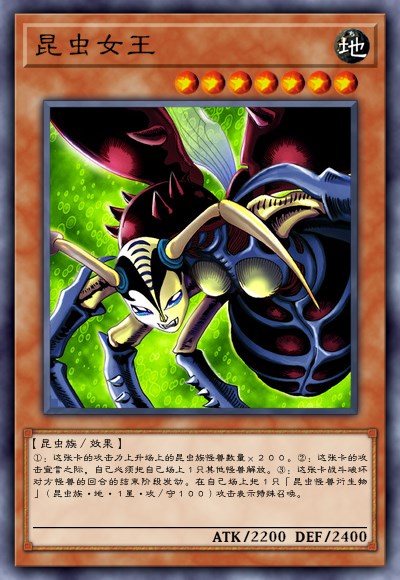 昆虫女王
地
【昆虫族／效果】
①：这张卡的攻击力上升场上的昆虫族怪兽数量×２００。②：这张卡的攻
击宣言之际，自己必须把自己场上１只其他怪兽解放。③：这张卡战斗破坏
对方怪兽的回合的结束阶段发动。在自己场上把１只「昆虫怪兽衍生物
」（昆虫族·地·１星·攻／守１００）攻击表示特殊召唤。
ATK/2200 DEF/2400